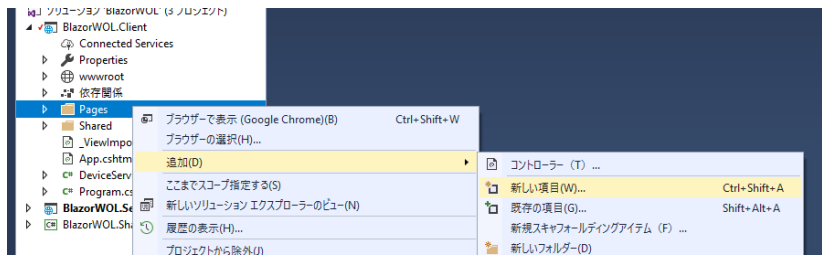 ソリューション 'BlazorWOL' (3 プロジェクト)
BlazorWOL.Client
Connected Services
Properties
wwwroot
依存関係
Pages
Shared
_ViewImpo
App.cshtm
DeviceServ
Program.cs
BlazorWOL.Se
BlazorWOL.Sha
ブラウザーで表示 (Google Chrome)(B) Ctrl+Shift+W
ブラウザーの選択(H)...
追加(D)
ここまでスコープ指定する(S)
新しいソリューション エクスプローラーのビュー(N)
履歴の表示(H)...
プロジェクトから除外(J)
コントローラー (T) ...
新しい項目(W)... Ctrl+Shift+A
既存の項目(G)... Shift+Alt+A
新規スキャフォールディングアイテム (F) ...
新しいフォルダー(D)